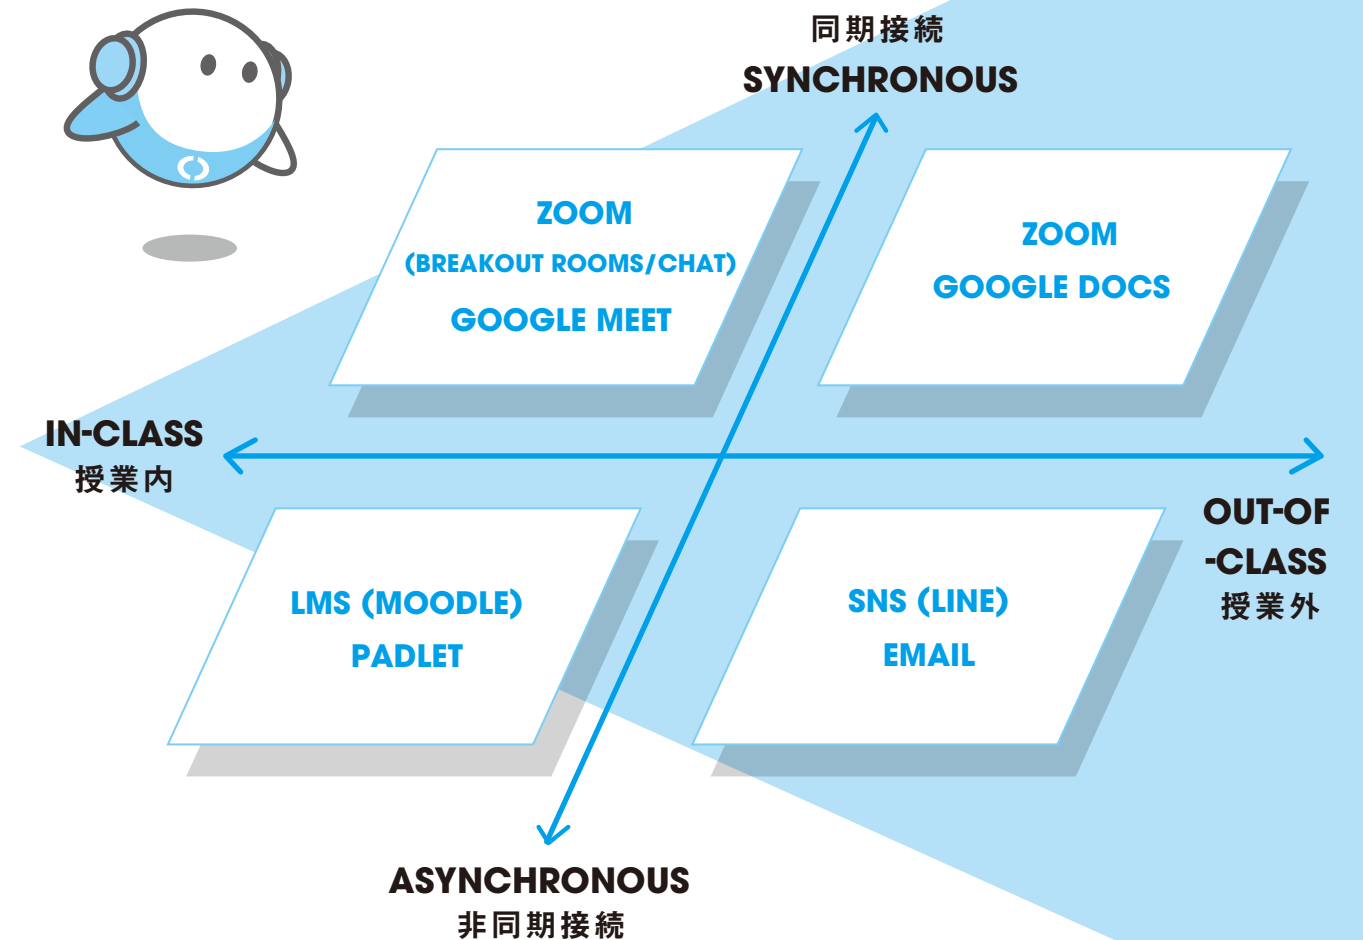 同期接続
SYNCHRONOUS
ZOOM
(BREAKOUT ROOMS/CHAT)
GOOGLE MEET
ZOOM
GOOGLE DOCS
IN-CLASS
授業内
OUT-OF
-CLASS
授業外
LMS (MOODLE)
PADLET
SNS (LINE)
EMAIL
ASYNCHRONOUS
非同期接続